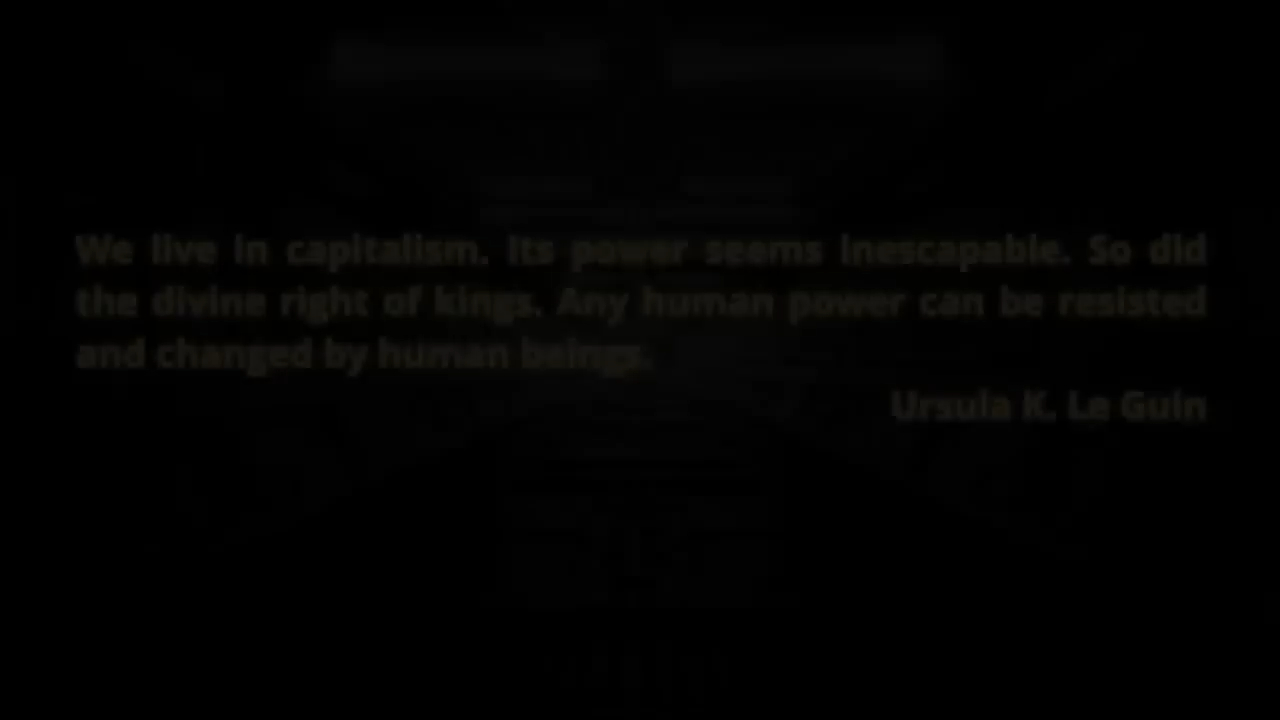 We live in capitalism. Its power seems inescapable. So did
the divine right of kings. Any human power can be resisted
and changed by human beings.
Ursula K. Le Guin